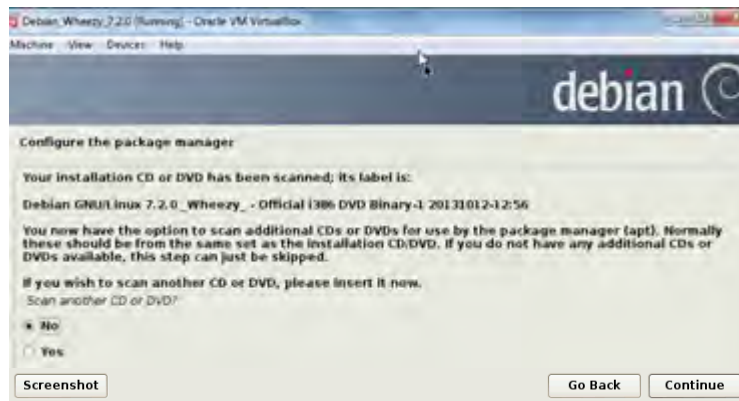 Debian_Wheezy_7.2.0 [Running] - Oracle VM VirtualBox
Machine View Devices Help
debian
Configure the package manager
Your installation CD or DVD has been scanned; its label is:
Debian GNU/Linux 7.2.0 _Wheezy_ - Official i386 DVD Binary-1 20131012-12:56
You now have the option to scan additional CDs or DVDs for use by the package manager (apt). Normally
these should be from the same set as the installation CD/DVD. If you do not have any additional CDs or
DVDs available, this step can just be skipped.
If you wish to scan another CD or DVD, please insert it now.
Scan another CD or DVD?
No
Yes
Screenshot
Go Back
Continue